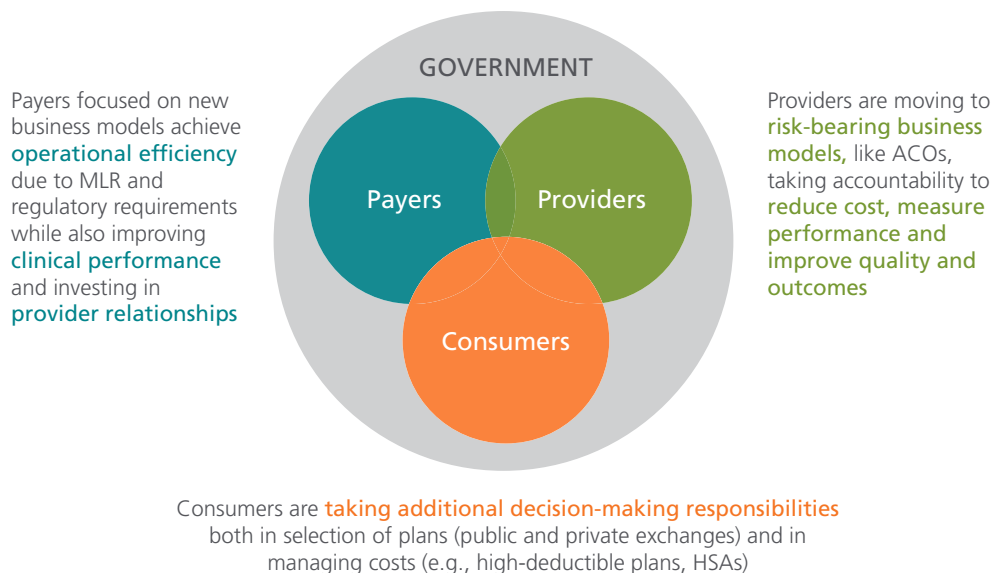 GOVERNMENT
Payers focused on new
business models achieve
operational efficiency
due to MLR and
regulatory requirements
while also improving
clinical performance
and investing in
provider relationships
Payers
Providers
Consumers
Providers are moving to
risk-bearing business
models, like ACOs,
taking accountability to
reduce cost, measure
performance and
improve quality and
outcomes
Consumers are taking additional decision-making responsibilities
both in selection of plans (public and private exchanges) and in
managing costs (e.g., high-deductible plans, HSAs)